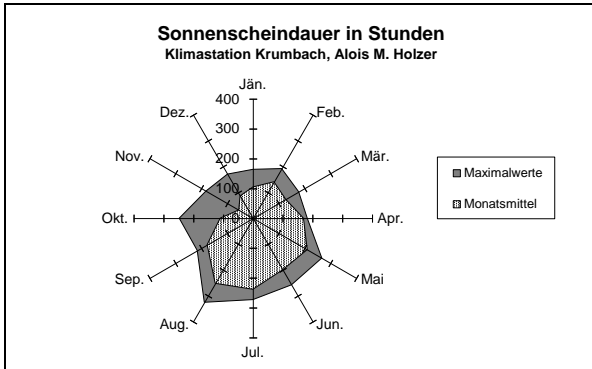 Sonnenscheindauer in Stunden
Klimastation Krumbach, Alois M. Holzer
Jän.
400
Dez.
Feb.
300
Nov.
200
Mär.
100
Okt.
0
Apr.
Sep.
Mai
Aug.
Jun.
Jul.
Maximalwerte
Monatsmittel